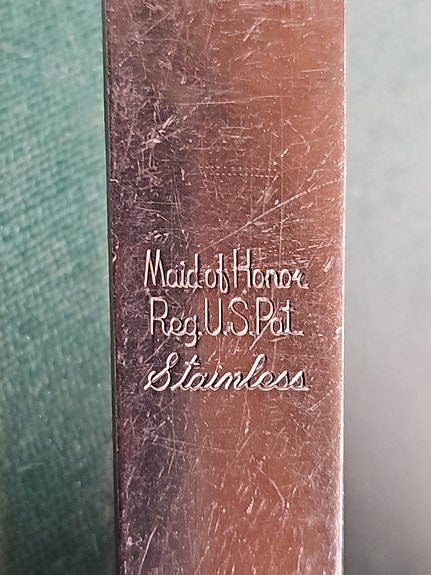 Maid of Honor
Reg. U.S. Pat.
Stainless